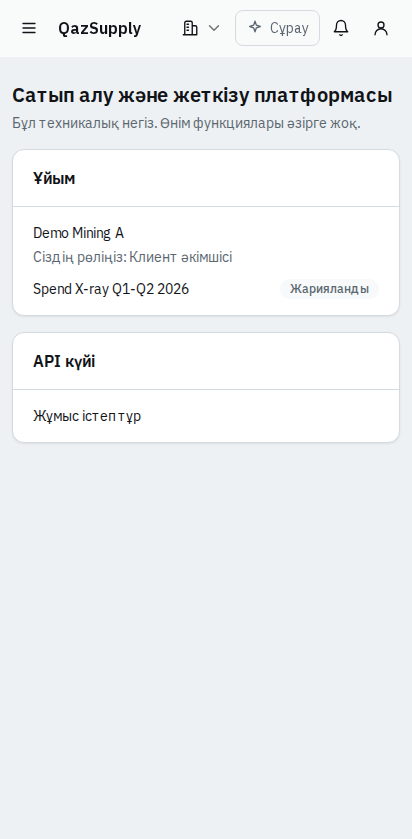 QazSupply
Сұрау
Сатып алу және жеткізу платформасы
Бұл техникалық негіз. Өнім функциялары әзірге жоқ.
Ұйым
Demo Mining A
Сіздің рөліңіз: Клиент әкімшісі
Spend X-ray Q1-Q2 2026
Жарияланды
API күйі
Жұмыс істеп тұр